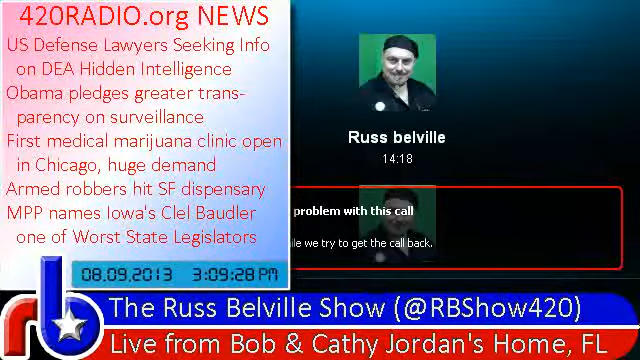 420RADIO.org NEWS
US Defense Lawyers Seeking Info
on DEA Hidden Intelligence
Obama pledges greater trans-
parency on surveillance
First medical marijuana clinic open
in Chicago, huge demand
Armed robbers hit SF dispensary
MPP names Iowa's Clel Baudler
one of Worst State Legislators
08.09.2013 3:09:28 PM
Russ belville
14:18
problem with this call
we try to get the call back.
rb
The Russ Belville Show (@RBShow420)
Live from Bob & Cathy Jordan's Home, FL